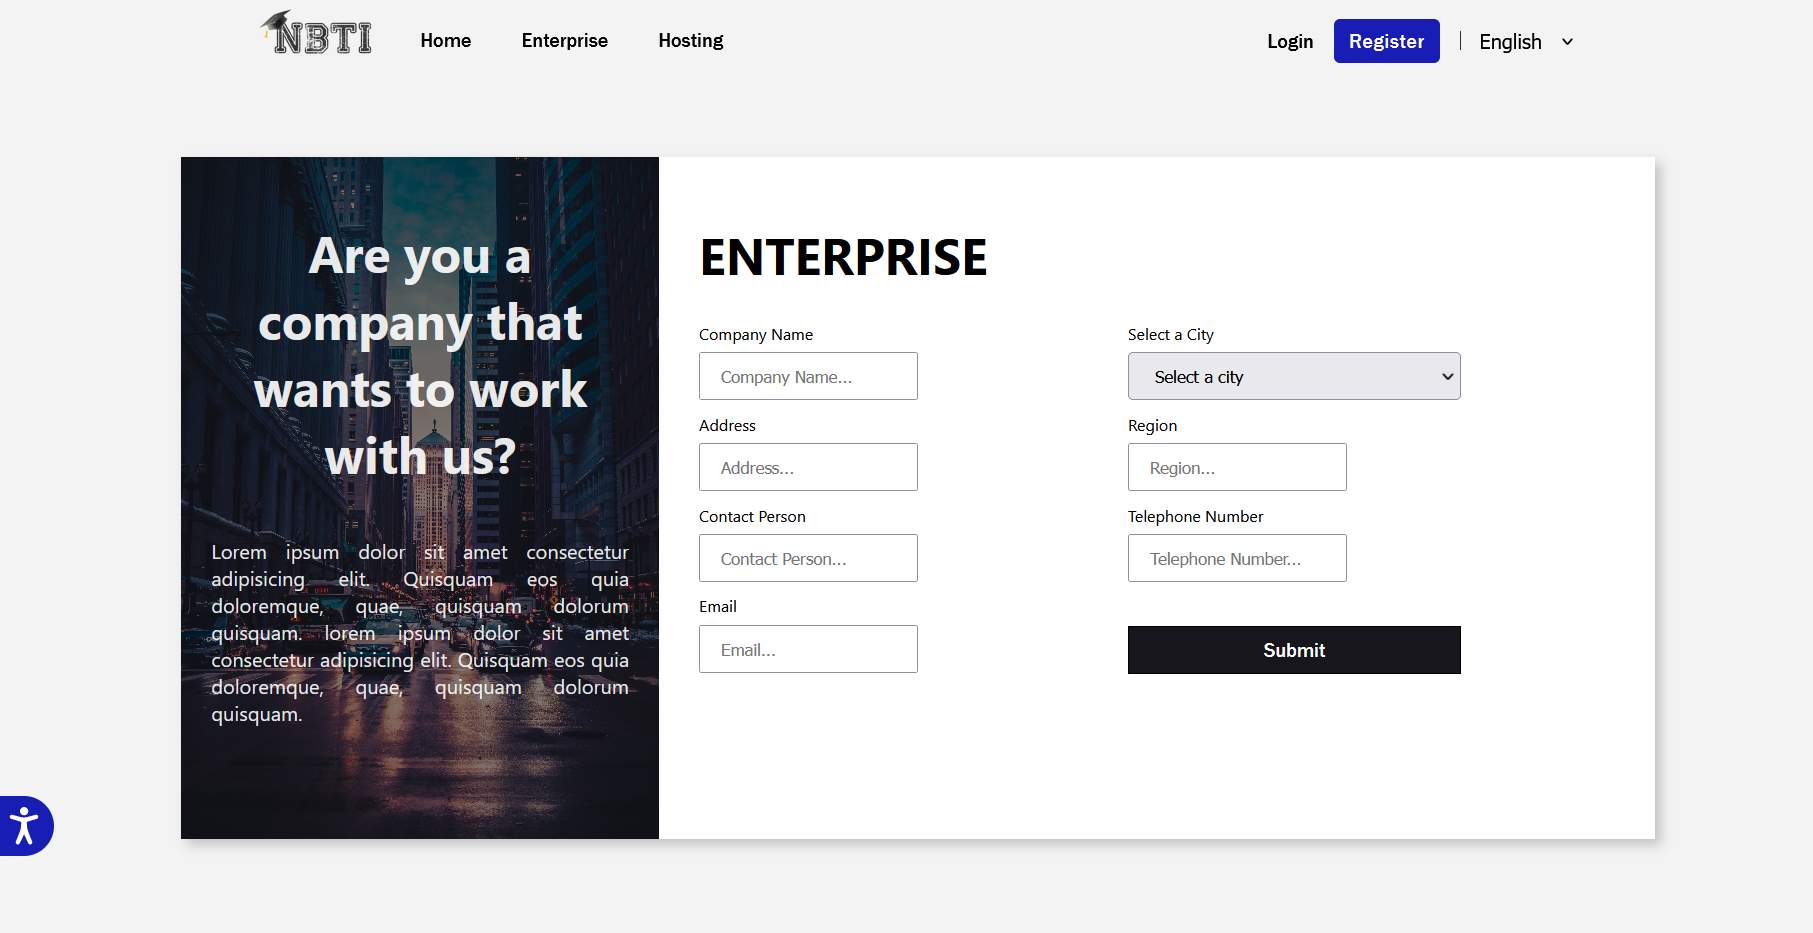 NBTI
Home
Enterprise
Hosting
Login
Register
English
Are you a
company that
wants to work
with us?
Lorem ipsum dolor sit amet consectetur
adipisicing elit. Quisquam eos quia
doloremque, quae, quisquam dolorum
quisquam. lorem ipsum dolor sit amet
consectetur adipisicing elit. Quisquam eos quia
doloremque, quae, quisquam dolorum
quisquam.
ENTERPRISE
Company Name
Company Name...
Select a City
Select a city
Address
Address...
Region
Region...
Contact Person
Contact Person...
Telephone Number
Telephone Number...
Email
Email...
Submit